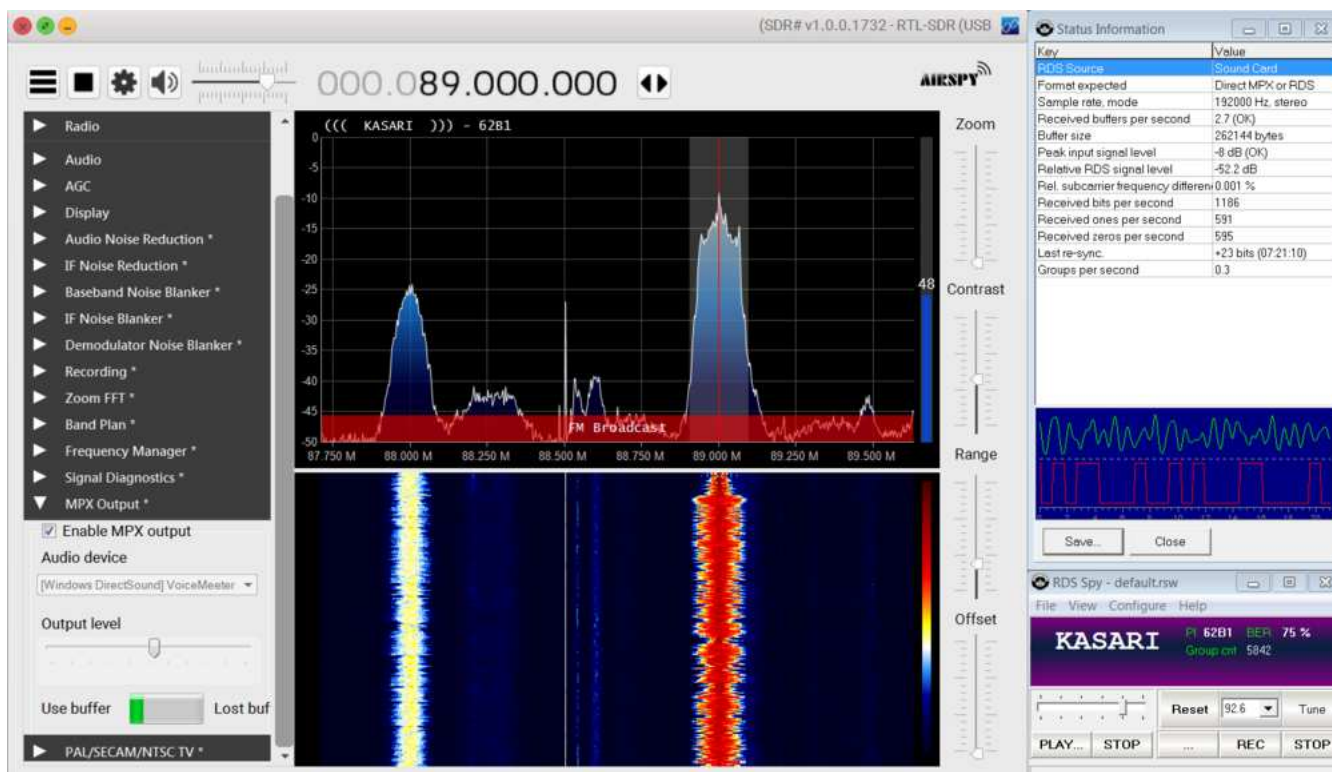 (SDR# v1.0.0.1732 - RTL-SDR (USB
000.089.000.000
AIRSPY
Radio
Audio
AGC
Display
Audio Noise Reduction *
IF Noise Reduction *
Baseband Noise Blanker *
IF Noise Blanker *
Demodulator Noise Blanker *
Recording *
Zoom FFT *
Band Plan *
Frequency Manager *
Signal Diagnostics *
MPX Output *
Enable MPX output
Audio device
[Windows DirectSound] VoiceMeeter
Output level
Use buffer Lost buf
PAL/SECAM/NTSC TV *
((( KASARI ))) - 62B1
0
-5
-10
-15
-20
-25
-30
-35
-40
-45
-50
FM Broadcast
87.750 M 88.000 M 88.250 M 88.500 M 88.750 M 89.000 M 89.250 M 89.500 M
48
Zoom
Contrast
Range
Offset
Status Information
Key Value
RDS Source Sound Card
Format expected Direct MPX or RDS
Sample rate, mode 192000 Hz, stereo
Received buffers per second 2.7 (OK)
Buffer size 262144 bytes
Peak input signal level -8 dB (OK)
Relative RDS signal level -52.2 dB
Rel. subcarrier frequency differen 0.001 %
Received bits per second 1186
Received ones per second 591
Received zeros per second 595
Last re-sync. +23 bits (07:21:10)
Groups per second 0.3
Save... Close
RDS Spy - default.rsw
File View Configure Help
KASARI PI 62B1 BER 75 %
Group cnt 5842
Reset 92.6 Tune
PLAY... STOP ... REC STOP